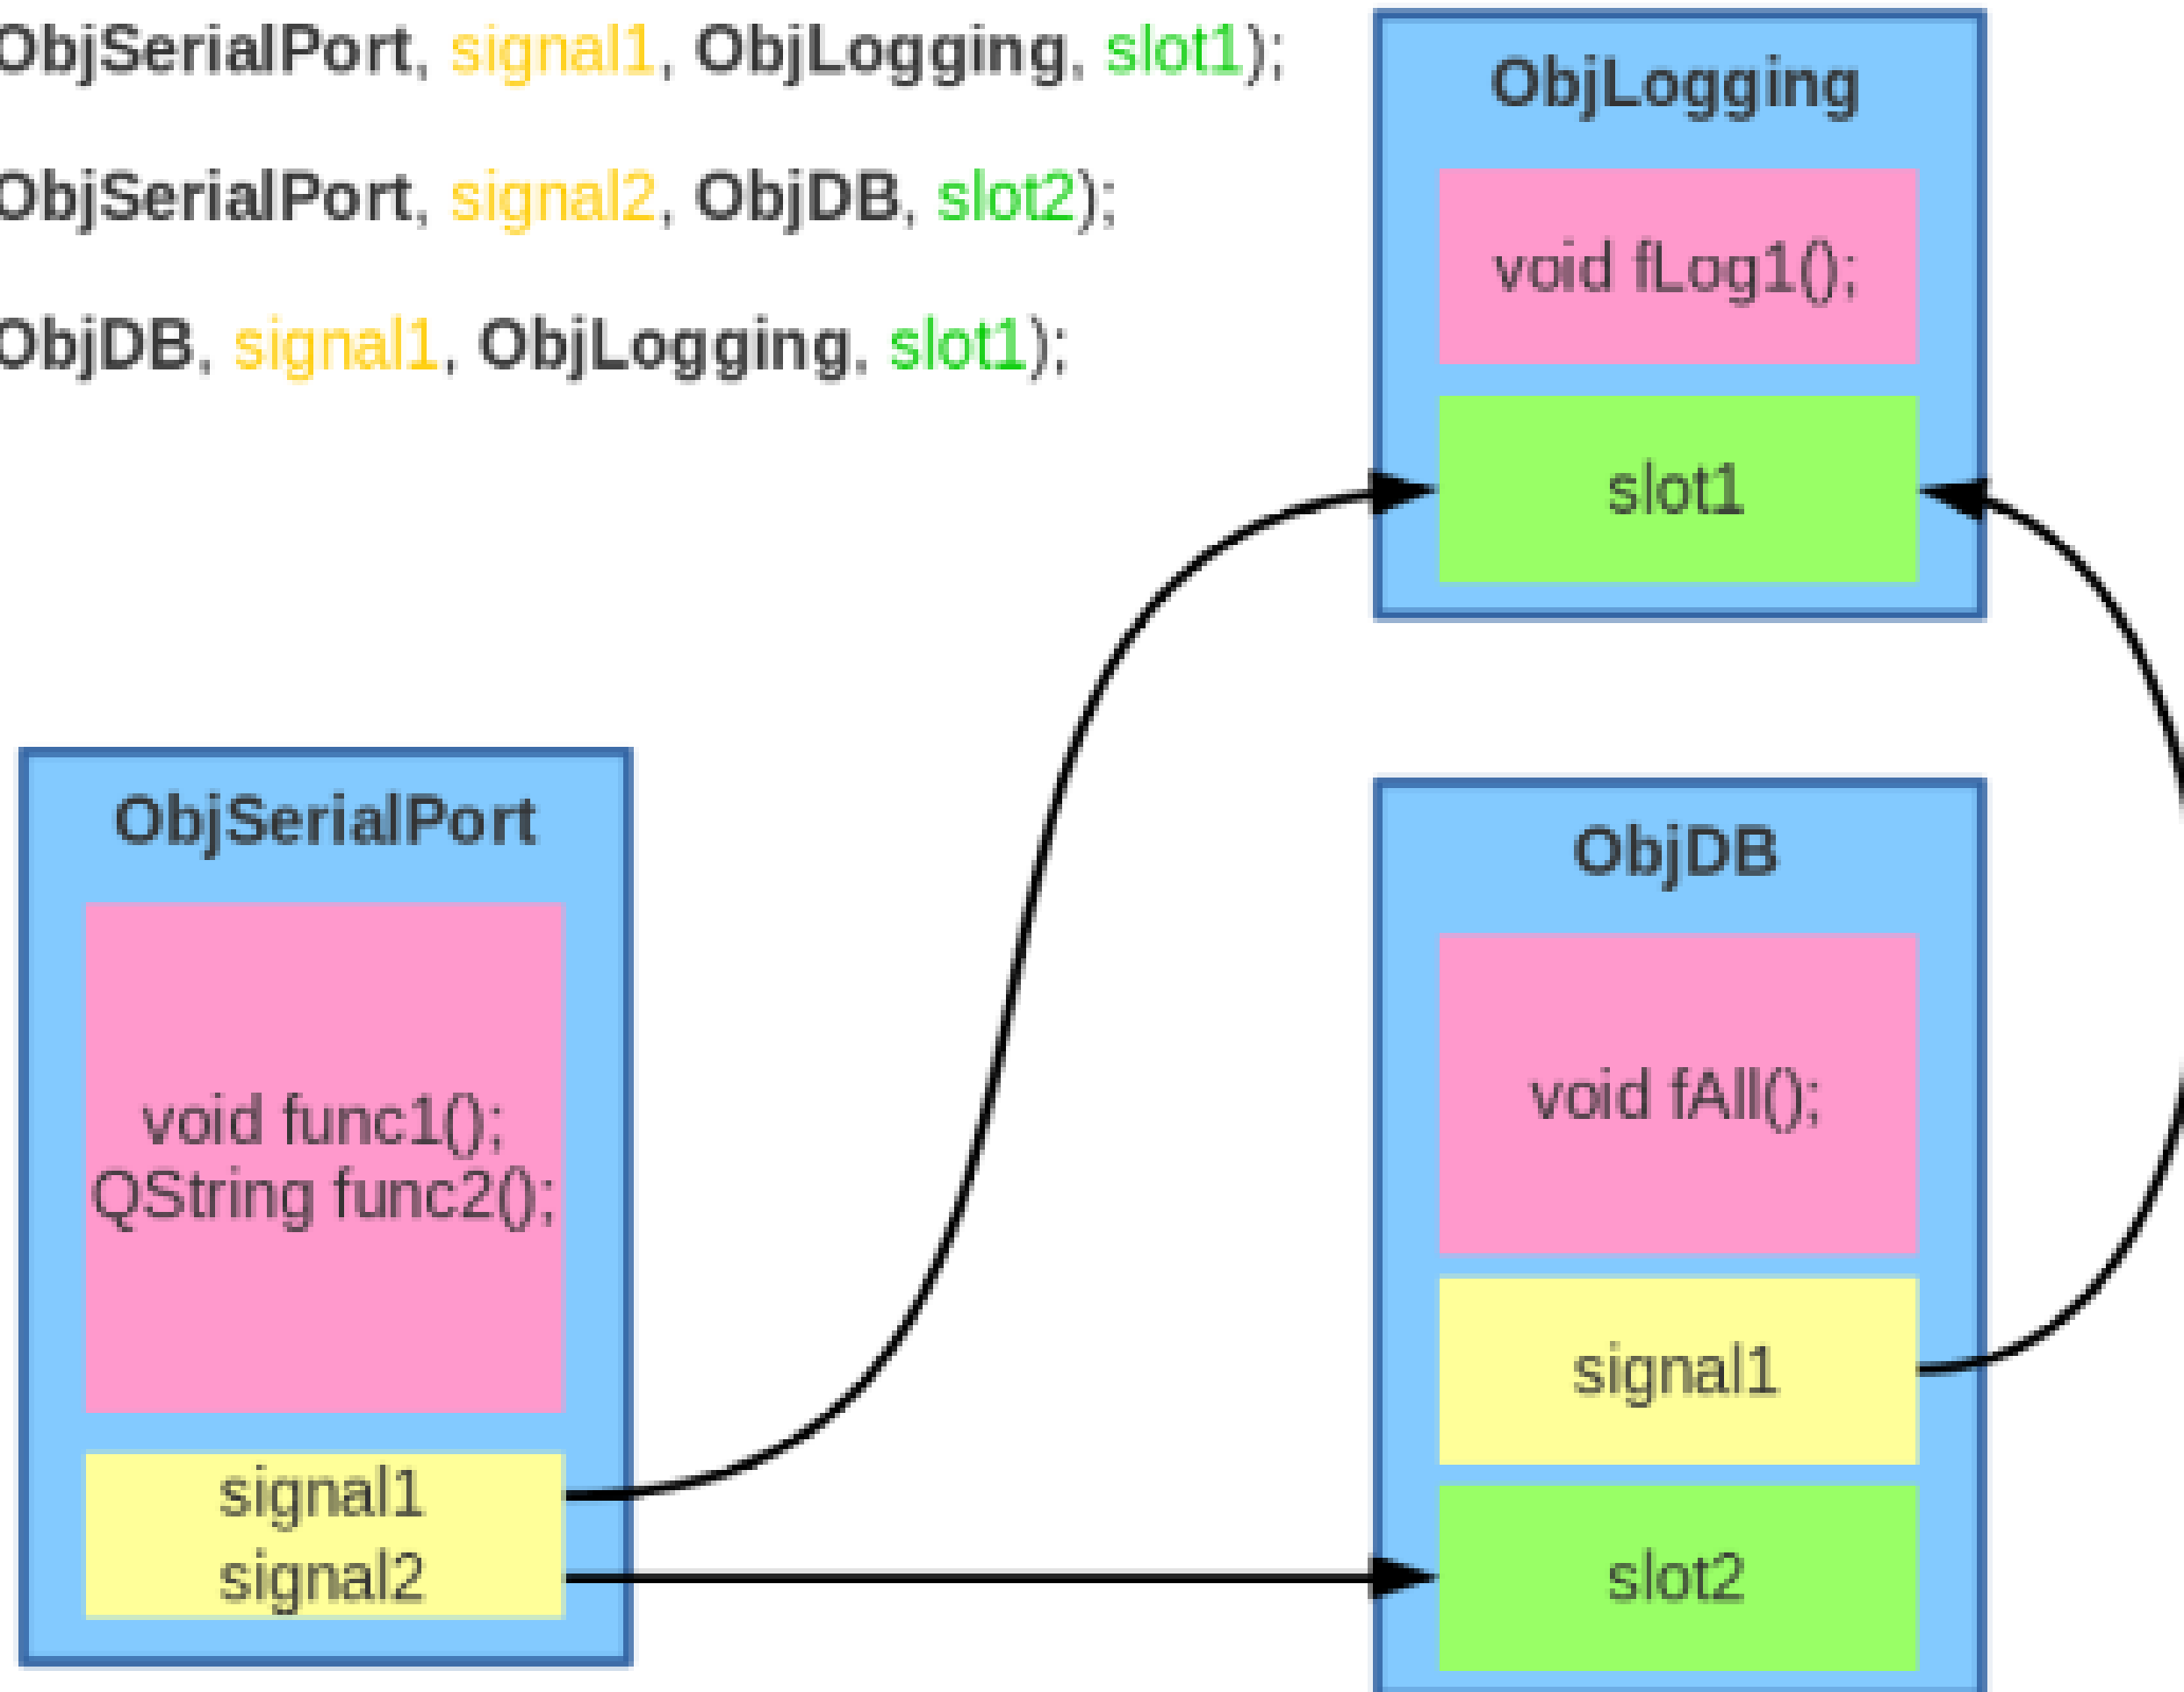 ObjSerialPort, signal1, ObjLogging, slot1);
ObjSerialPort, signal2, ObjDB, slot2);
ObjDB, signal1, ObjLogging, slot1);
ObjLogging
void fLog1();
slot1
ObjSerialPort
void func1();
QString func2();
signal1
signal2
ObjDB
void fAll();
signal1
slot2